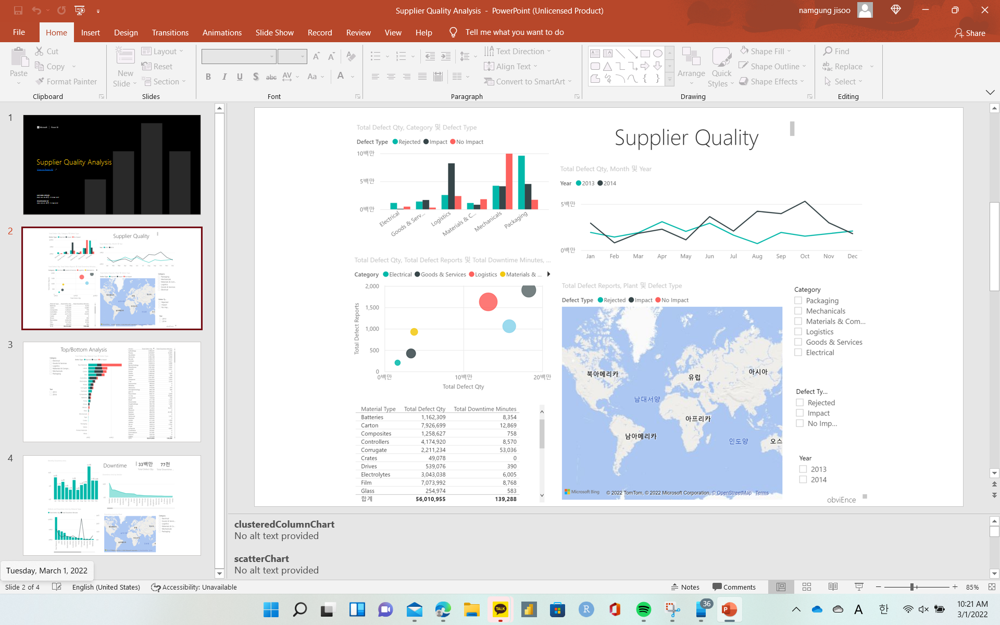 Supplier Quality Analysis - PowerPoint (Unlicensed Product)
namgung jisoo
File
Home
Insert
Design
Transitions
Animations
Slide Show
Record
Review
View
Help
Tell me what you want to do
Share
Paste
Cut
Copy
Format Painter
Clipboard
New Slide
Layout
Reset
Section
Slides
Font
Text Direction
Align Text
Convert to SmartArt
Paragraph
Arrange
Quick Styles
Shape Fill
Shape Outline
Shape Effects
Drawing
Find
Replace
Select
Editing
1
Supplier Quality Analysis
2
Supplier Quality
3
Top/Bottom Analysis
4
Downtime
33백만
77천
Total Defect Qty, Category 및 Defect Type
Defect Type Rejected Impact No Impact
10백만
5백만
0백만
Electrical
Goods & Serv...
Logistics
Materials & C...
Mechanicals
Packaging
Supplier Quality
Total Defect Qty, Month 및 Year
Year 2013 2014
5백만
0백만
Jan Feb Mar Apr May Jun Jul Aug Sep Oct Nov Dec
Total Defect Qty, Total Defect Reports 및 Total Downtime Minutes, ...
Category Electrical Goods & Services Logistics Materials & ...
2,000
1,500
1,000
500
0
Total Defect Reports
0백만 10백만 20백만
Total Defect Qty
Material Type Total Defect Qty Total Downtime Minutes
Batteries 1,162,309 8,354
Carton 7,926,699 12,869
Composites 1,258,627 758
Controllers 4,174,920 8,570
Corrugate 2,211,234 53,036
Crates 49,078 0
Drives 539,076 390
Electrolytes 3,043,038 6,005
Film 7,073,992 8,768
Glass 254,974 583
합계 56,010,955 139,288
Total Defect Reports, Plant 및 Defect Type
Defect Type Rejected Impact No Impact
북아메리카
유럽
아시아
남대서양
아프리카
남아메리카
인도양
오스
Microsoft Bing
© 2022 TomTom, © 2022 Microsoft Corporation, © OpenStreetMap Terms
Category
Packaging
Mechanicals
Materials & Com...
Logistics
Goods & Services
Electrical
Defect Ty...
Rejected
Impact
No Imp...
Year
2013
2014
obviEnce
clusteredColumnChart
No alt text provided
scatterChart
No alt text provided
Tuesday, March 1, 2022
Slide 2 of 4
English (United States)
Accessibility: Unavailable
Notes
Comments
85%
TALK
36
A
한
10:21 AM
3/1/2022